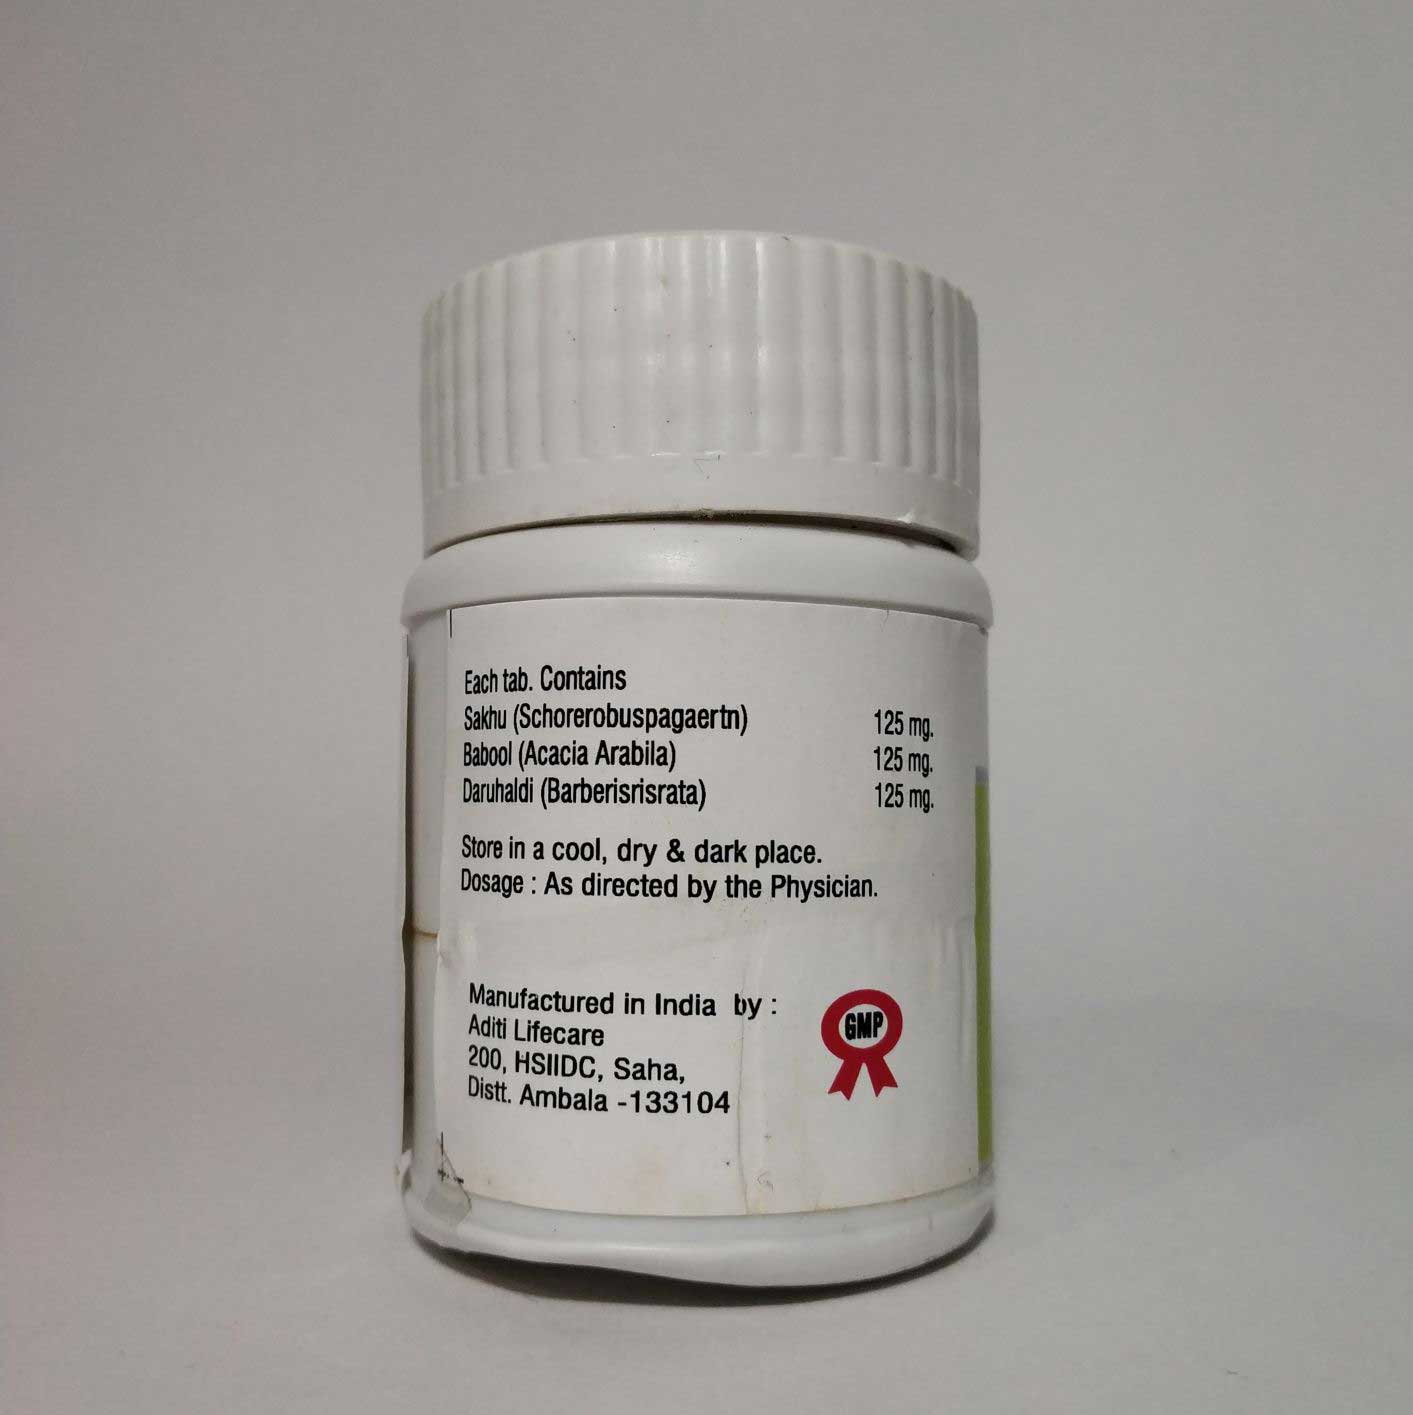 Each tab. Contains
Sakhu (Schorerobuspagaertn) 125 mg.
Babool (Acacia Arabila) 125 mg.
Daruhaldi (Barberisrisrata) 125 mg.
Store in a cool, dry & dark place.
Dosage : As directed by the Physician.
Manufactured in India by :
Aditi Lifecare
200, HSIIDC, Saha,
Distt. Ambala -133104
GMP